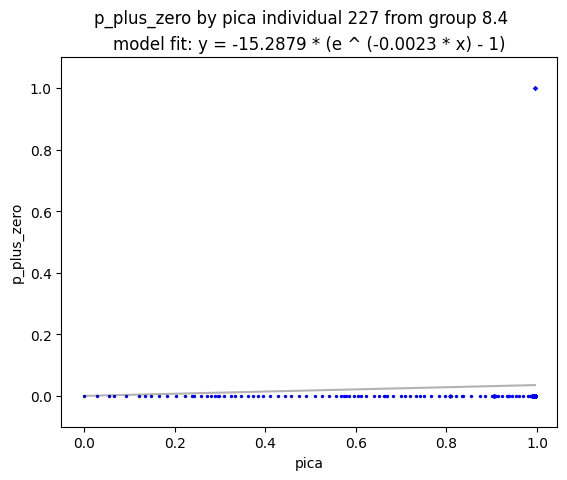 p_plus_zero by pica individual 227 from group 8.4
model fit: y = -15.2879 * (e ^ (-0.0023 * x) - 1)
p_plus_zero
1.0
0.8
0.6
0.4
0.2
0.0
0.0 0.2 0.4 0.6 0.8 1.0
pica